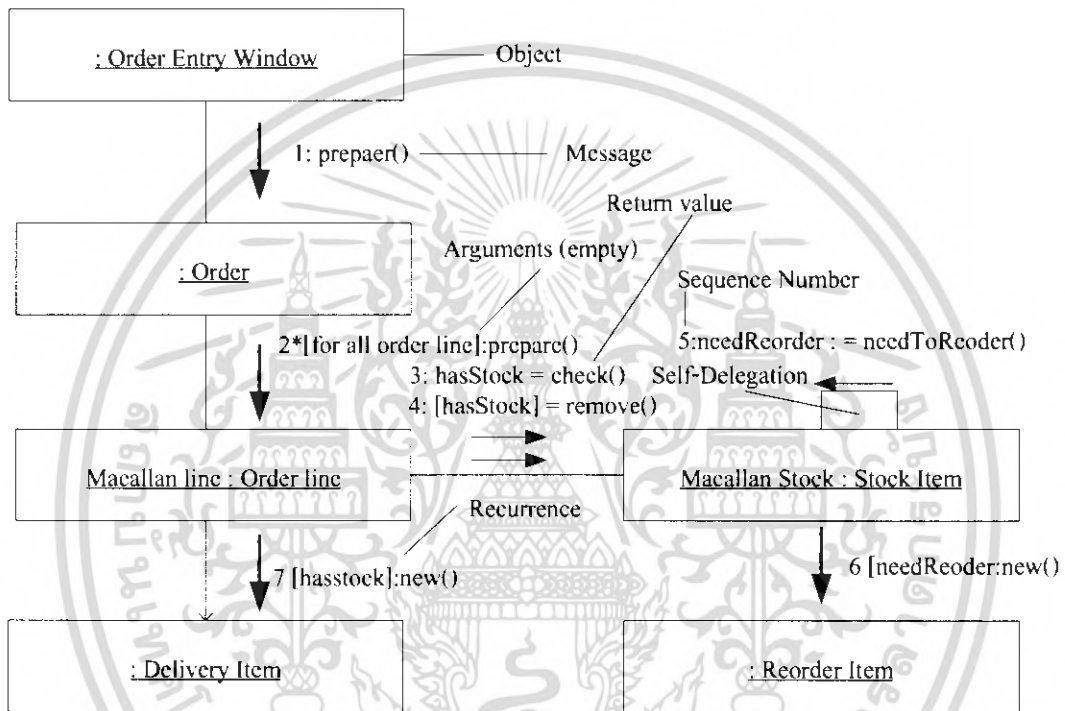 : Order Entry Window
Object
1: prepaer()
Message
Return value
: Order
Arguments (empty)
Sequence Number
2*[for all order line]:prepare()
5:needReorder : = needToReoder()
3: hasStock = check()
Self-Delegation
4: [hasStock] = remove()
Macallan line : Order line
Macallan Stock : Stock Item
Recurrence
7 [hasstock]:new()
6 [needReoder:new()
: Delivery Item
: Reorder Item